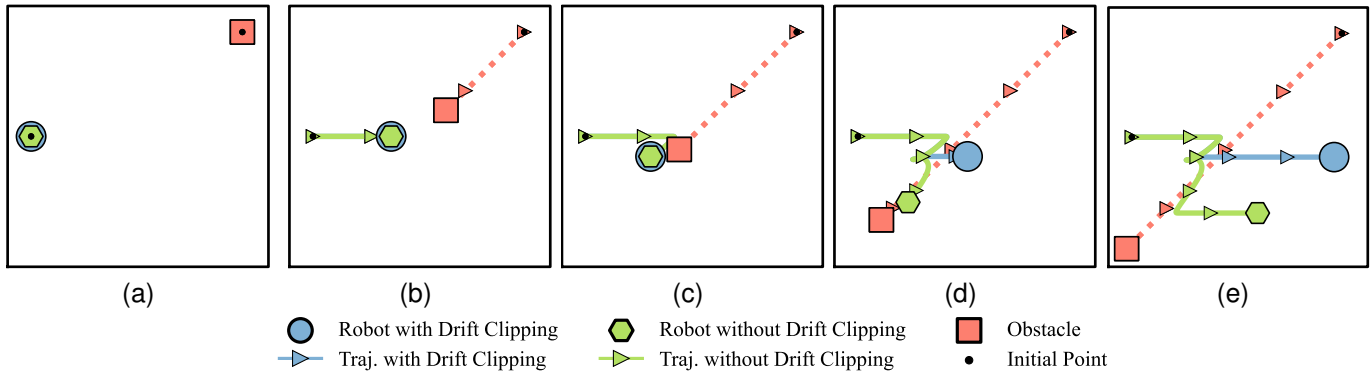 (a) (b) (c) (d) (e)
Robot with Drift Clipping Robot without Drift Clipping Obstacle
Traj. with Drift Clipping Traj. without Drift Clipping Initial Point